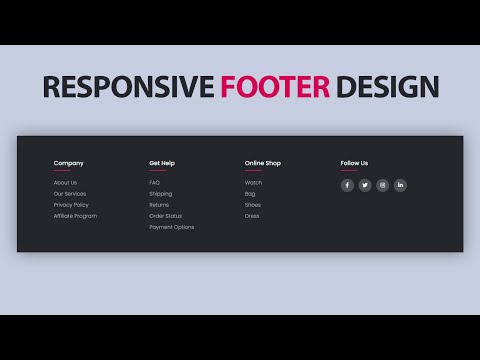 RESPONSIVE FOOTER DESIGN
Company
About Us
Our Services
Privacy Policy
Affiliate Program
Get Help
FAQ
Shipping
Returns
Order Status
Payment Options
Online Shop
Watch
Bag
Shoes
Dress
Follow Us